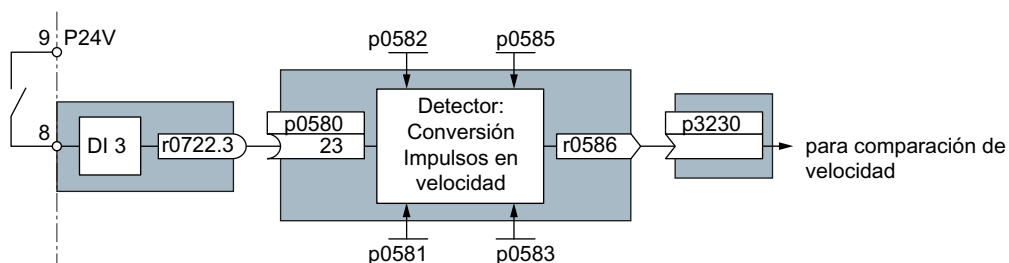 9 P24V
p0582
p0585
8
DI 3
r0722.3
p0580
23
Detector:
Conversión
Impulsos en
velocidad
r0586
p3230
para comparación de
velocidad
p0581
p0583